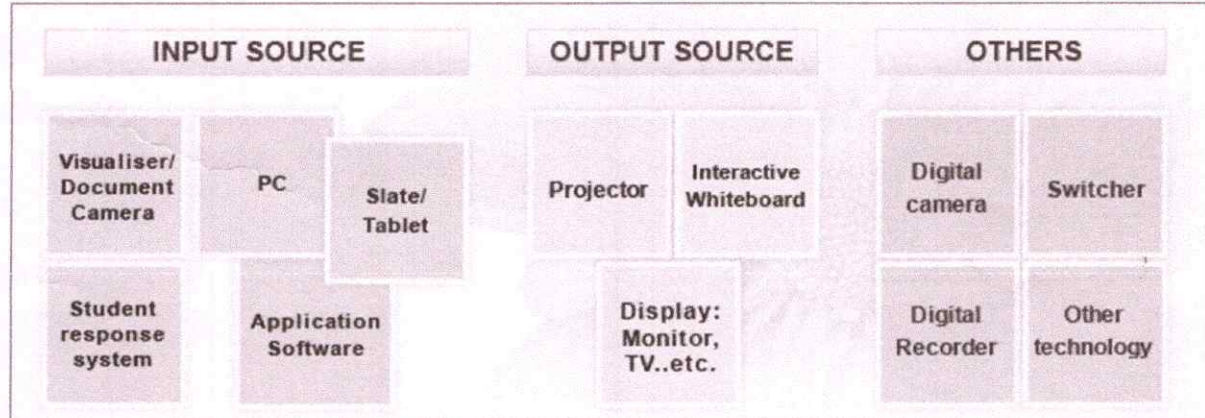 INPUT SOURCE
OUTPUT SOURCE
OTHERS
Visualiser/
Document
Camera
PC
Slate/
Tablet
Student
response
system
Application
Software
Projector
Interactive
Whiteboard
Display:
Monitor,
TV..etc.
Digital
camera
Switcher
Digital
Recorder
Other
technology